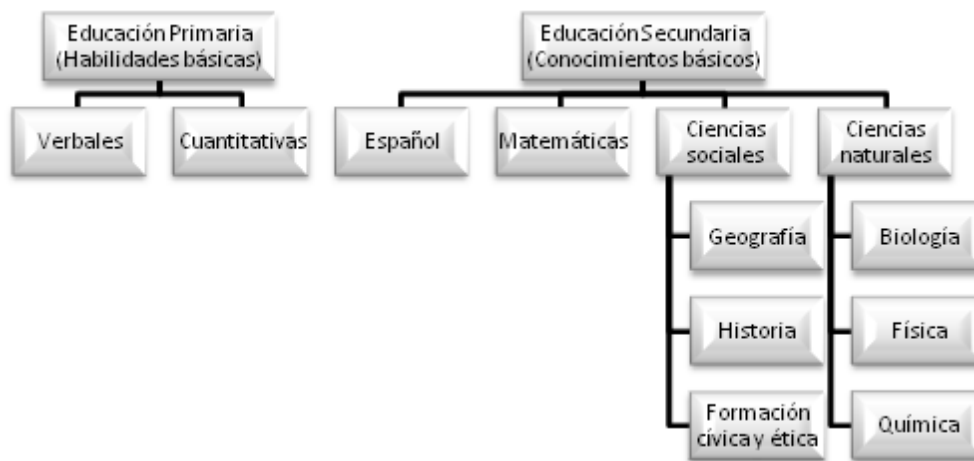 Educación Primaria
(Habilidades básicas)
Verbales
Cuantitativas
Educación Secundaria
(Conocimientos básicos)
Español
Matemáticas
Ciencias
sociales
Geografía
Historia
Formación
cívica y ética
Ciencias
naturales
Biología
Física
Química